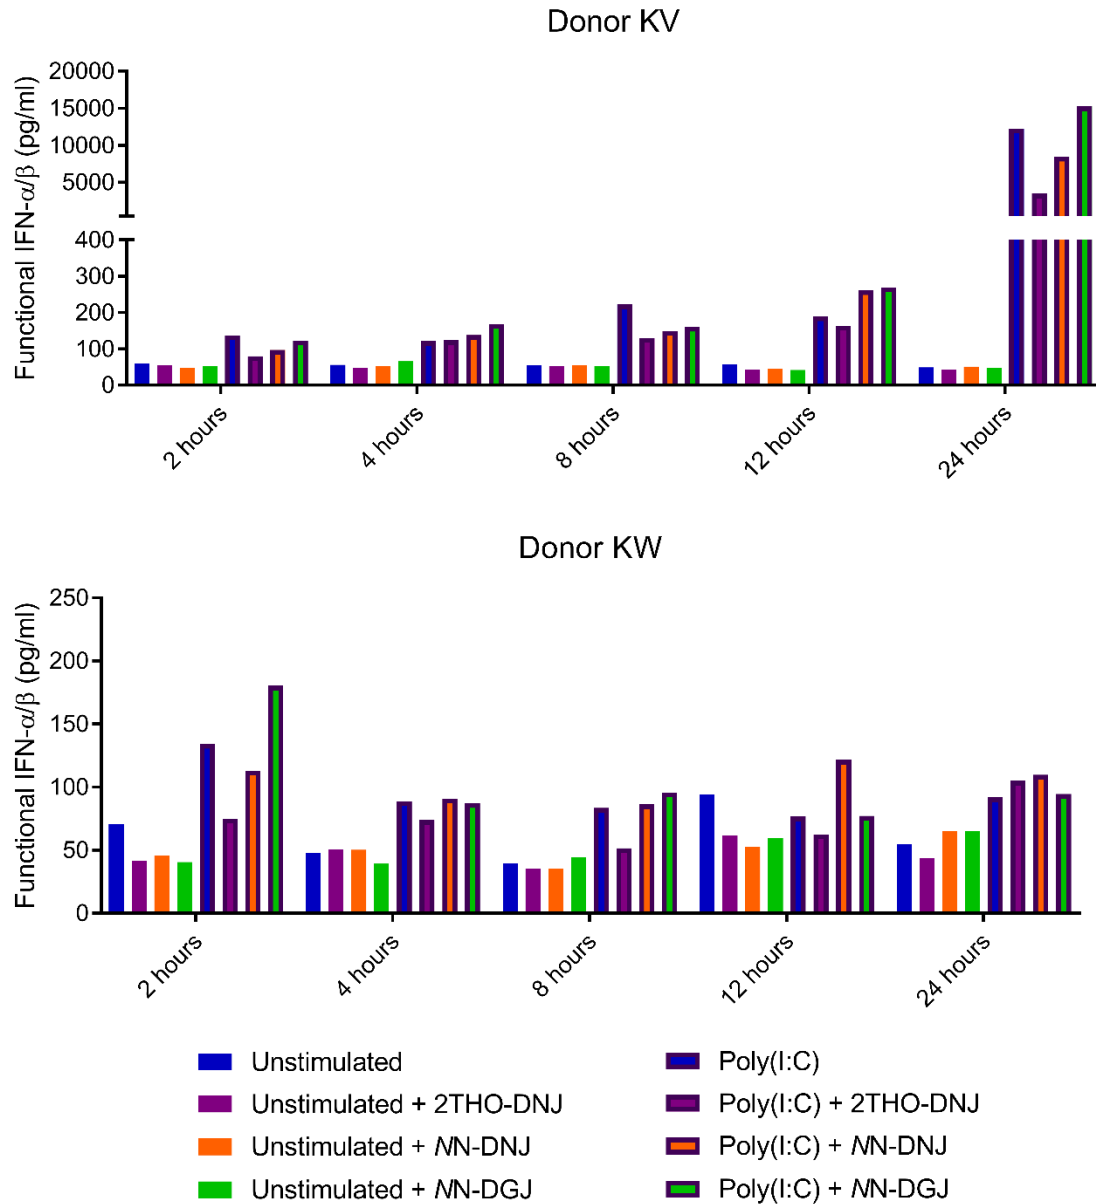 Donor KV
Functional IFN-α/β (pg/ml)
20000
15000
10000
5000
400
300
200
100
0
2 hours
4 hours
8 hours
12 hours
24 hours
Donor KW
Functional IFN-α/β (pg/ml)
250
200
150
100
50
0
2 hours
4 hours
8 hours
12 hours
24 hours
Unstimulated
Unstimulated + 2THO-DNJ
Unstimulated + NN-DNJ
Unstimulated + NN-DGJ
Poly(I:C)
Poly(I:C) + 2THO-DNJ
Poly(I:C) + NN-DNJ
Poly(I:C) + NN-DGJ